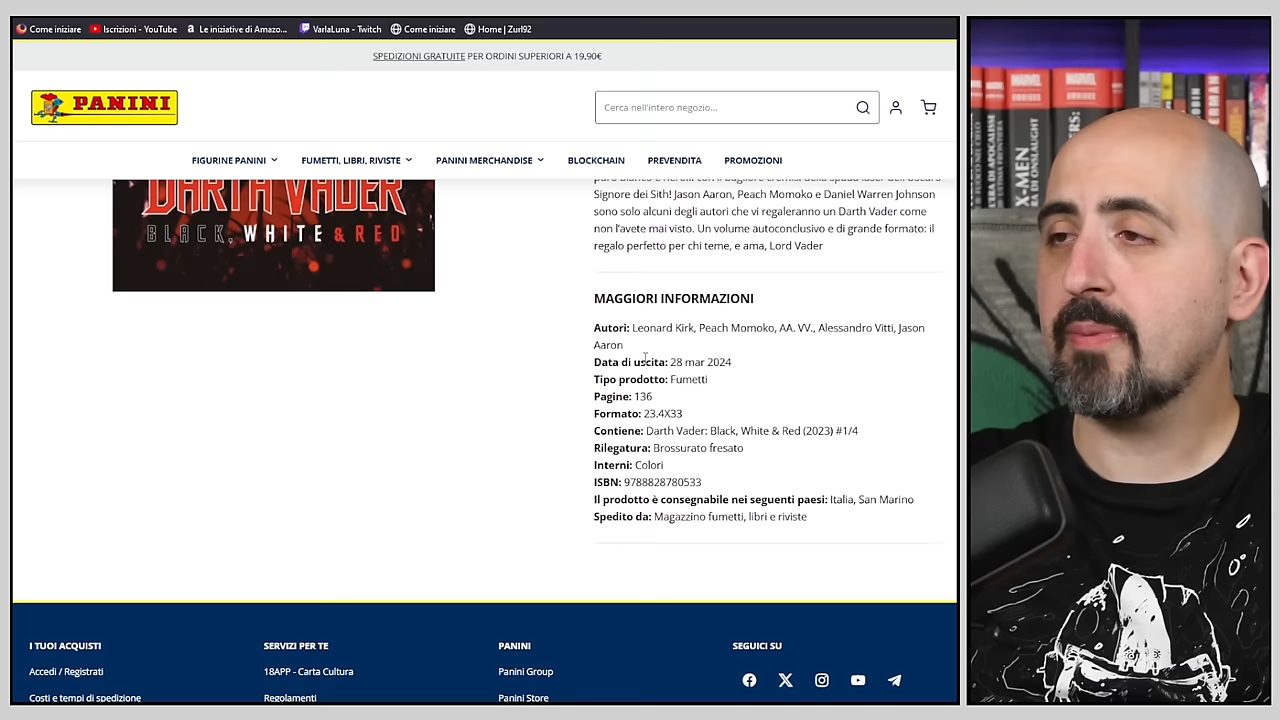 Come iniziare
Iscrizioni - YouTube
Le iniziative di Amazo...
VarlaLuna - Twitch
Come iniziare
Home | Zurl92
SPEDIZIONI GRATUITE PER ORDINI SUPERIORI A 19,90€
PANINI
Cerca nell'intero negozio...
FIGURINE PANINI
FUMETTI, LIBRI, RIVISTE
PANINI MERCHANDISE
BLOCKCHAIN
PREVENDITA
PROMOZIONI
DARTH VADER
BLACK, WHITE & RED
Signore dei Sith! Jason Aaron, Peach Momoko e Daniel Warren Johnson
sono solo alcuni degli autori che vi regaleranno un Darth Vader come
non l'avete mai visto. Un volume autoconclusivo e di grande formato: il
regalo perfetto per chi teme, e ama, Lord Vader
MAGGIORI INFORMAZIONI
Autori: Leonard Kirk, Peach Momoko, AA. VV., Alessandro Vitti, Jason
Aaron
Data di uscita: 28 mar 2024
Tipo prodotto: Fumetti
Pagine: 136
Formato: 23.4X33
Contiene: Darth Vader: Black, White & Red (2023) #1/4
Rilegatura: Brossurato fresato
Interni: Colori
ISBN: 9788828780533
Il prodotto è consegnabile nei seguenti paesi: Italia, San Marino
Spedito da: Magazzino fumetti, libri e riviste
I TUOI ACQUISTI
Accedi / Registrati
Costi e tempi di spedizione
SERVIZI PER TE
18APP - Carta Cultura
Regolamenti
PANINI
Panini Group
Panini Store
SEGUICI SU
MARVEL
MARVEL
X-MEN